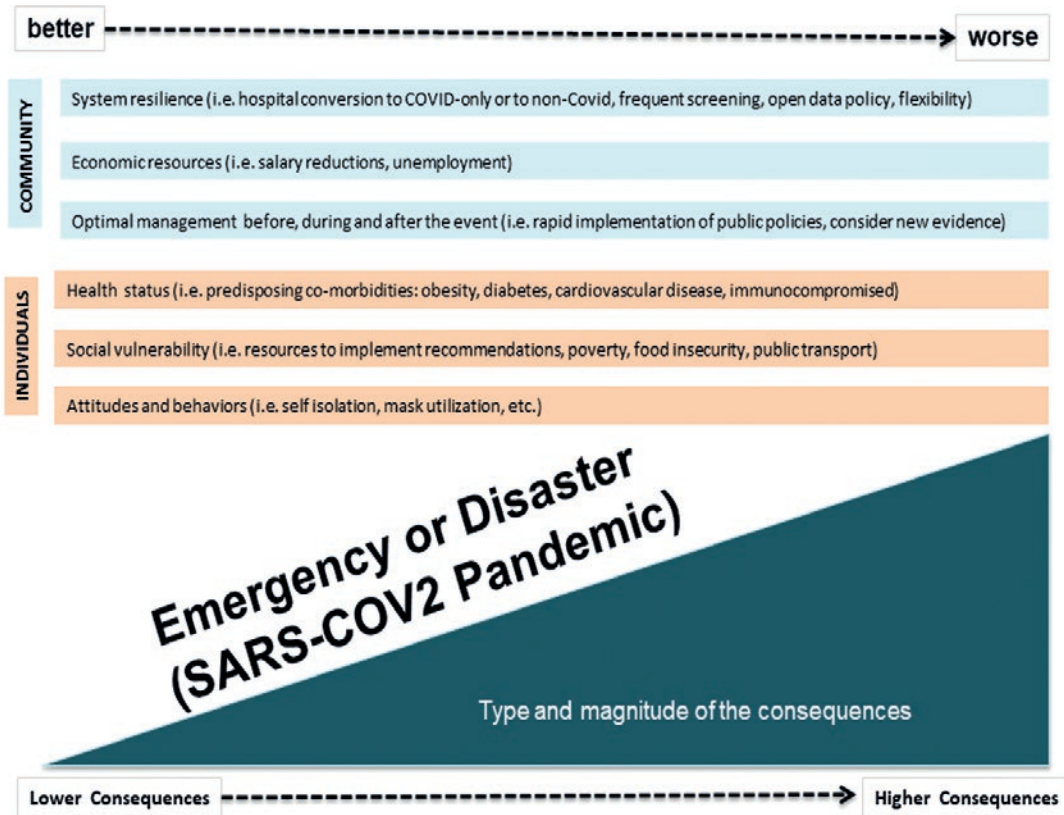 better
worse
COMMUNITY
System resilience (i.e. hospital conversion to COVID-only or to non-Covid, frequent screening, open data policy, flexibility)
Economic resources (i.e. salary reductions, unemployment)
Optimal management before, during and after the event (i.e. rapid implementation of public policies, consider new evidence)
INDIVIDUALS
Health status (i.e. predisposing co-morbidities: obesity, diabetes, cardiovascular disease, immunocompromised)
Social vulnerability (i.e. resources to implement recommendations, poverty, food insecurity, public transport)
Attitudes and behaviors (i.e. self isolation, mask utilization, etc.)
Emergency or Disaster
(SARS-COV2 Pandemic)
Type and magnitude of the consequences
Lower Consequences
Higher Consequences